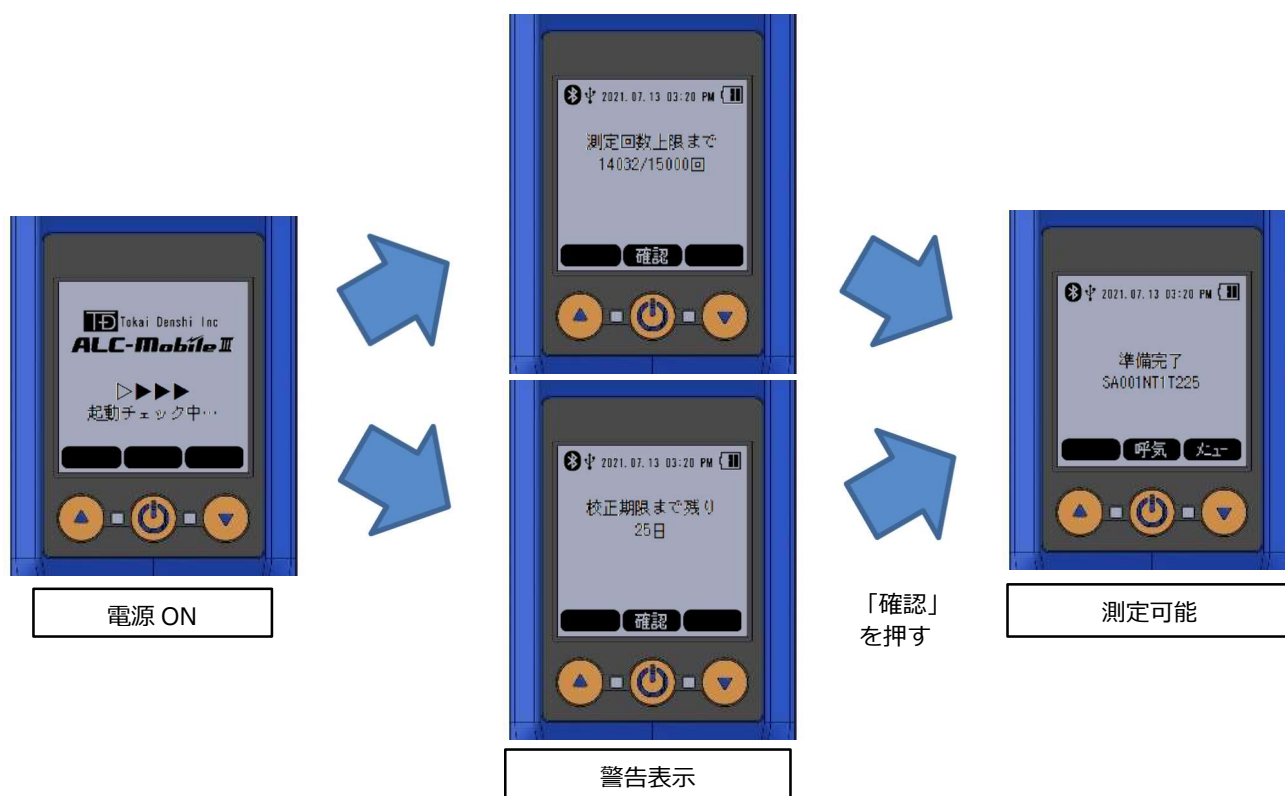 Tokai Denshi Inc
ALC-MobileⅢ
▷▶▶▶
起動チェック中…
電源 ON
2021.07.13 03:20 PM
測定回数上限まで
14032/15000回
確認
2021.07.13 03:20 PM
校正期限まで残り
25日
確認
警告表示
「確認」
を押す
2021.07.13 03:20 PM
準備完了
SA001NT1T225
呼気 メニュー
測定可能